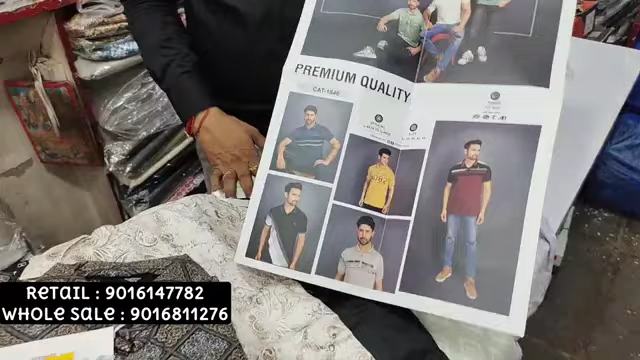 PREMIUM QUALITY
CAT-1846
Retail : 9016147782
Whole Sale : 9016811276